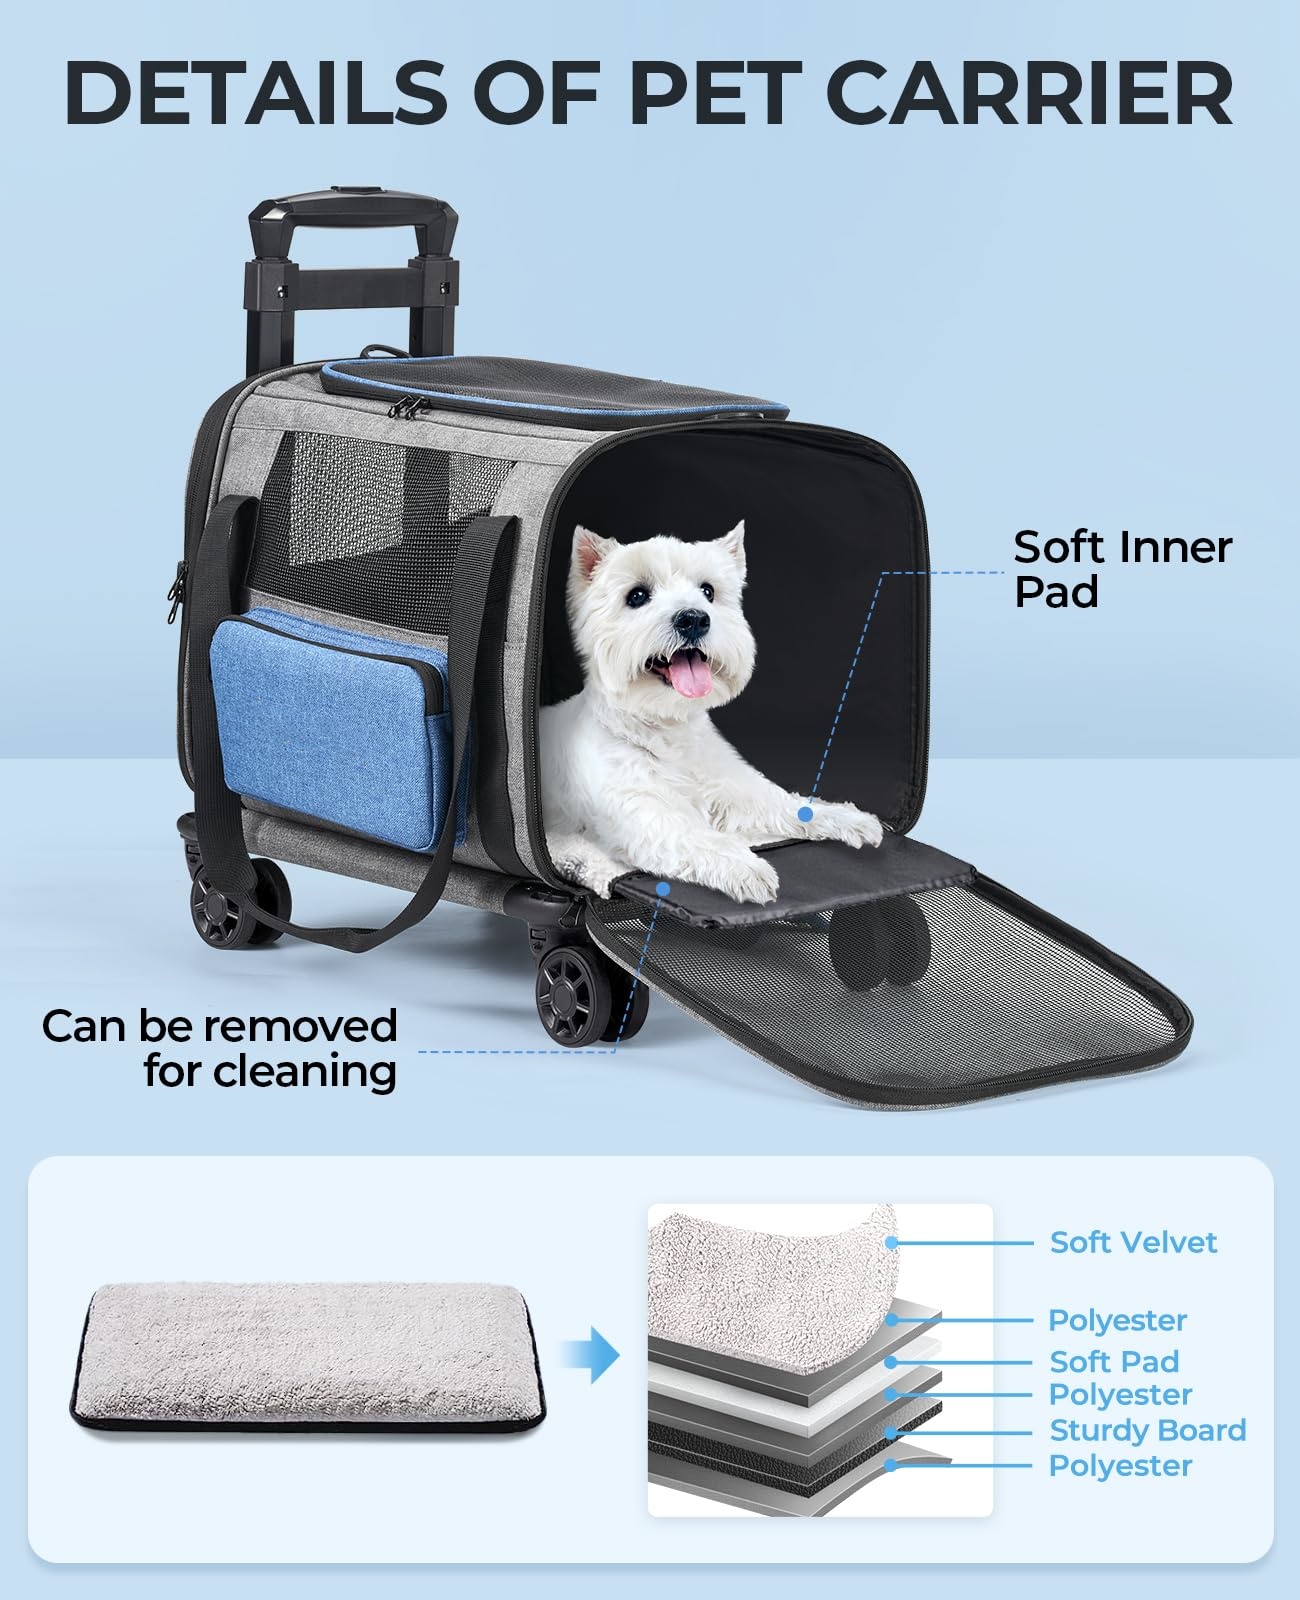 DETAILS OF PET CARRIER
Soft Inner
Pad
Can be removed
for cleaning
Soft Velvet
Polyester
Soft Pad
Polyester
Sturdy Board
Polyester